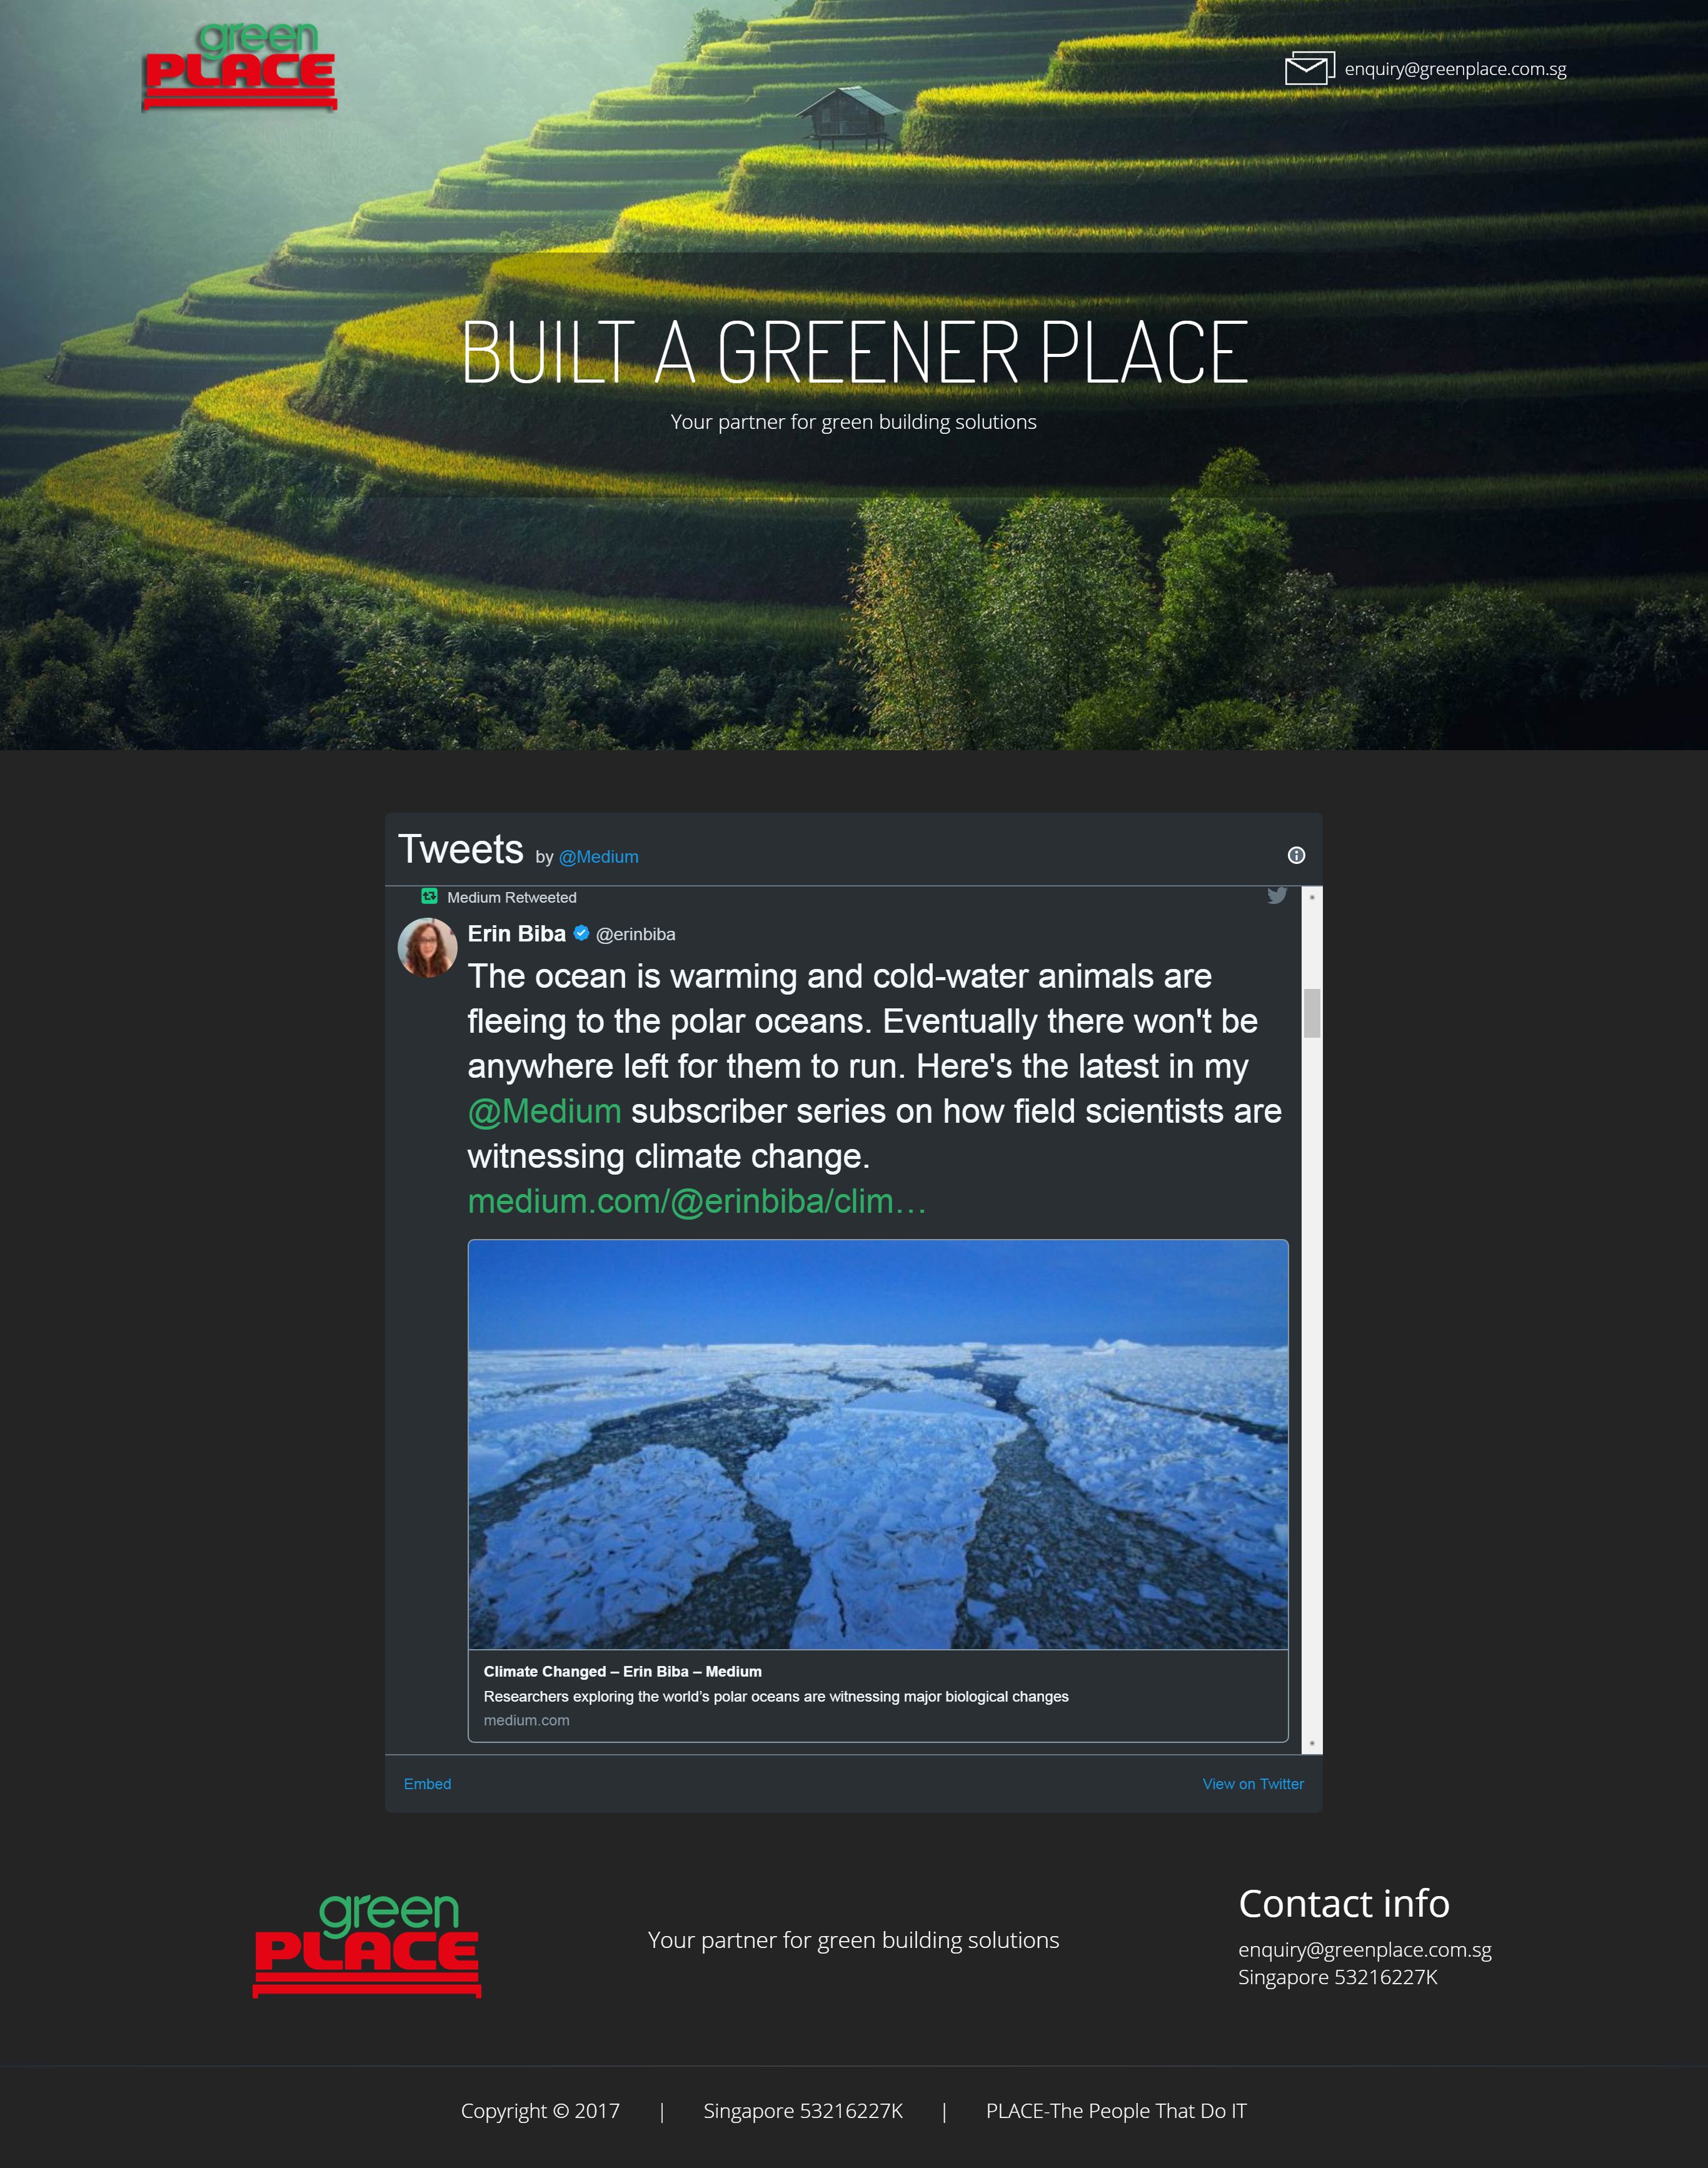 green
PLACE
enquiry@greenplace.com.sg
BUILT A GREENER PLACE
Your partner for green building solutions
Tweets by @Medium
Medium Retweeted
Erin Biba @erinbiba
The ocean is warming and cold-water animals are
fleeing to the polar oceans. Eventually there won't be
anywhere left for them to run. Here's the latest in my
@Medium subscriber series on how field scientists are
witnessing climate change.
medium.com/@erinbiba/clim…
Climate Changed – Erin Biba – Medium
Researchers exploring the world's polar oceans are witnessing major biological changes
medium.com
Embed
View on Twitter
green
PLACE
Your partner for green building solutions
Contact info
enquiry@greenplace.com.sg
Singapore 53216227K
Copyright © 2017 | Singapore 53216227K | PLACE-The People That Do IT